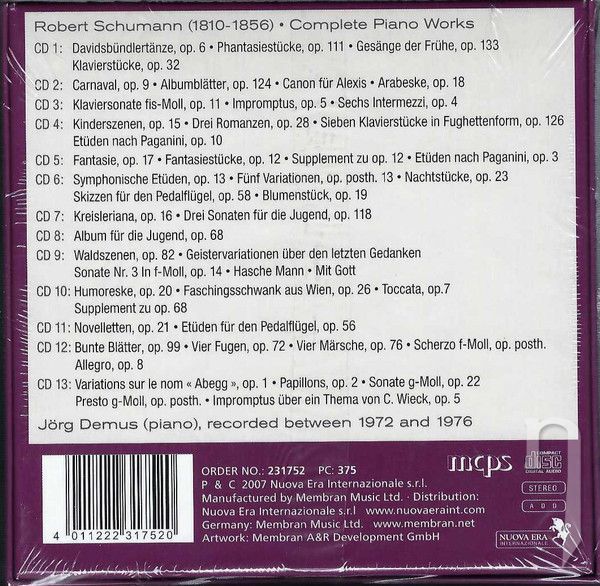 Robert Schumann (1810-1856) • Complete Piano Works
CD 1: Davidsbündlertänze, op. 6 • Phantasiestücke, op. 111 • Gesänge der Frühe, op. 133
Klavierstücke, op. 32
CD 2: Carnaval, op. 9 • Albumblätter, op. 124 • Canon für Alexis • Arabeske, op. 18
CD 3: Klaviersonate fis-Moll, op. 11 • Impromptus, op. 5 • Sechs Intermezzi, op. 4
CD 4: Kinderszenen, op. 15 • Drei Romanzen, op. 28 • Sieben Klavierstücke in Fughettenform, op. 126
Etüden nach Paganini, op. 10
CD 5: Fantasie, op. 17 • Fantasiestücke, op. 12 • Supplement zu op. 12 • Etüden nach Paganini, op. 3
CD 6: Symphonische Etüden, op. 13 • Fünf Variationen, op. posth. 13 • Nachtstücke, op. 23
Skizzen für den Pedalflügel, op. 58 • Blumenstück, op. 19
CD 7: Kreisleriana, op. 16 • Drei Sonaten für die Jugend, op. 118
CD 8: Album für die Jugend, op. 68
CD 9: Waldszenen, op. 82 • Geistervariationen über den letzten Gedanken
Sonate Nr. 3 In f-Moll, op. 14 • Hasche Mann • Mit Gott
CD 10: Humoreske, op. 20 • Faschingsschwank aus Wien, op. 26 • Toccata, op.7
Supplement zu op. 68
CD 11: Novelletten, op. 21 • Etüden für den Pedalflügel, op. 56
CD 12: Bunte Blätter, op. 99 • Vier Fugen, op. 72 • Vier Märsche, op. 76 • Scherzo f-Moll, op. posth.
Allegro, op. 8
CD 13: Variations sur le nom « Abegg », op. 1 • Papillons, op. 2 • Sonate g-Moll, op. 22
Presto g-Moll, op. posth. • Impromptus über ein Thema von C. Wieck, op. 5
Jörg Demus (piano), recorded between 1972 and 1976
ORDER NO.: 231752 PC: 375
P & C 2007 Nuova Era Internazionale s.r.l.
Manufactured by Membran Music Ltd. · Distribution:
Nuova Era Internazionale s.r.l. www.nuovaeraint.com
Germany: Membran Music Ltd. www.membran.net
Artwork: Membran A&R Development GmbH
4 011222 317520
mcps
COMPACT
disc
DIGITAL AUDIO
STEREO
ADD
NUOVA ERA
INTERNAZIONALE
n